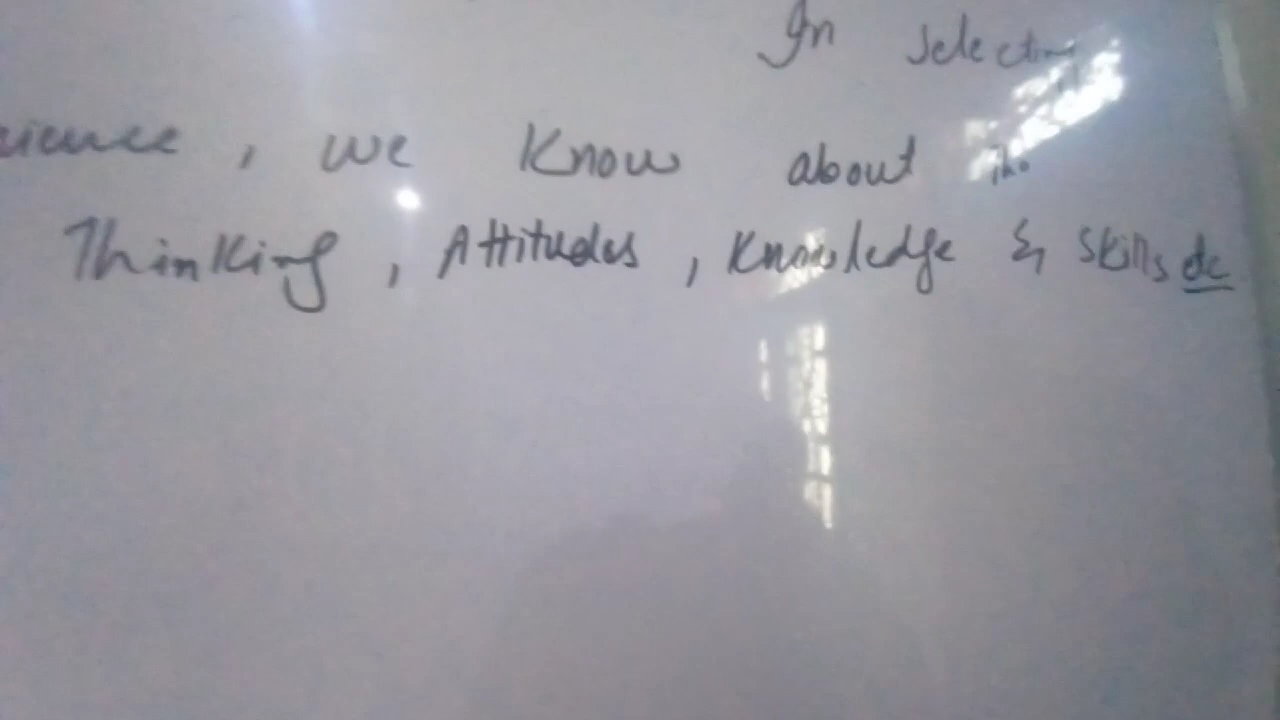 In selecting
, we Know about
Thinking, Attitudes, Knowledge & Skills etc